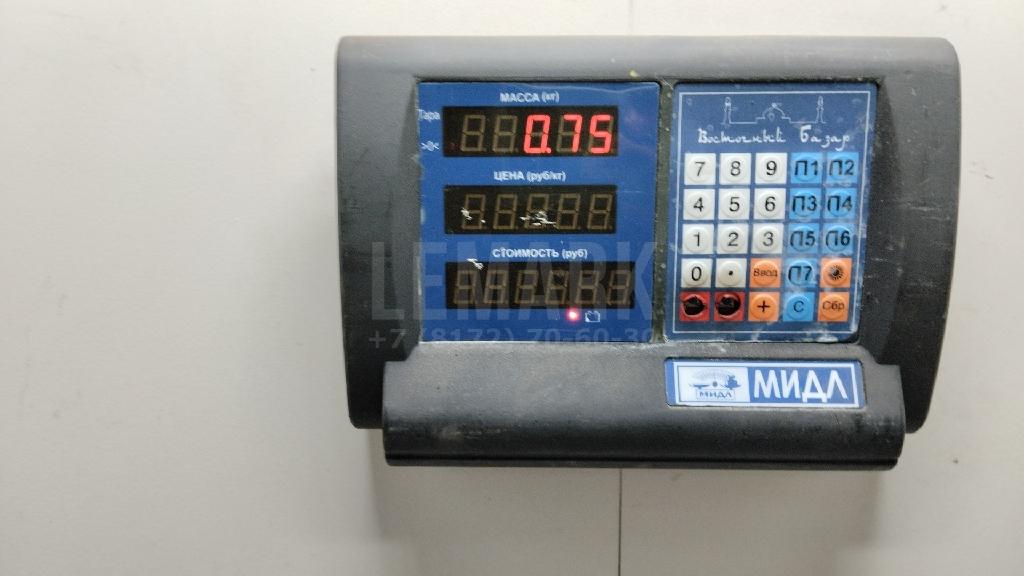 МАССА (кг)
Тара
0.75
>0<
ЦЕНА (руб/кг)
СТОИМОСТЬ (руб)
Восточный базар
7 8 9 П1 П2
4 5 6 П3 П4
1 2 3 П5 П6
0 . Ввод П7
+ С Сбр
МИДЛ
МИДЛ
LEMARK
+7 (8172) 70-60-30